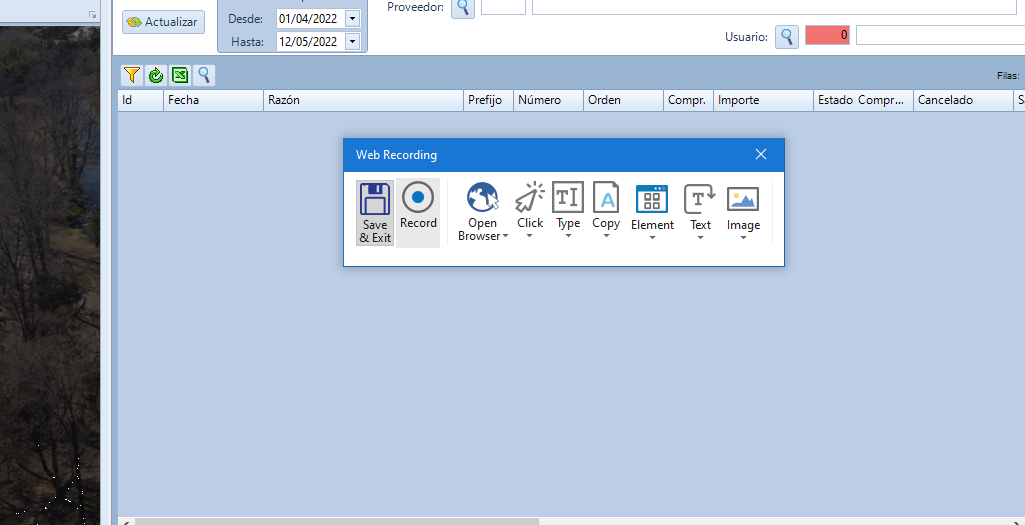 Proveedor:
Actualizar
Desde: 01/04/2022
Hasta: 12/05/2022
Usuario: 0
Filas:
Id Fecha Razón Prefijo Número Orden Compr. Importe Estado Compr... Cancelado
Web Recording
Save & Exit
Record
Open Browser
Click
Type
Copy
Element
Text
Image